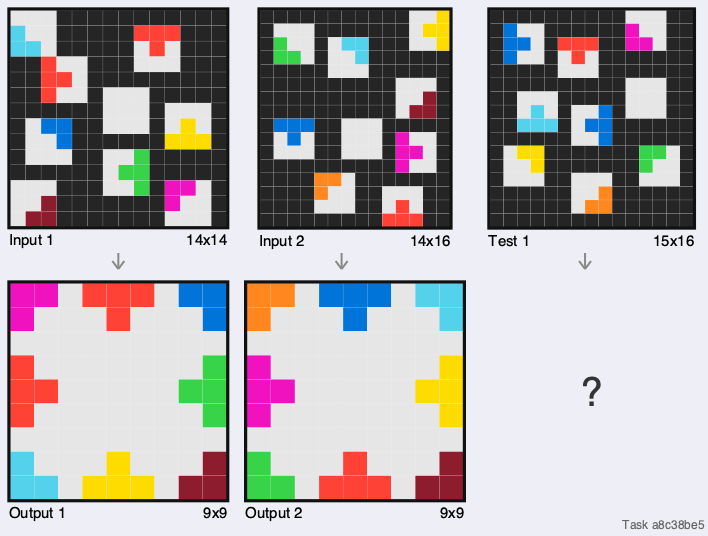 Input 1 14x14
Input 2 14x16
Test 1 15x16
?
Output 1 9x9
Output 2 9x9
Task a8c38be5